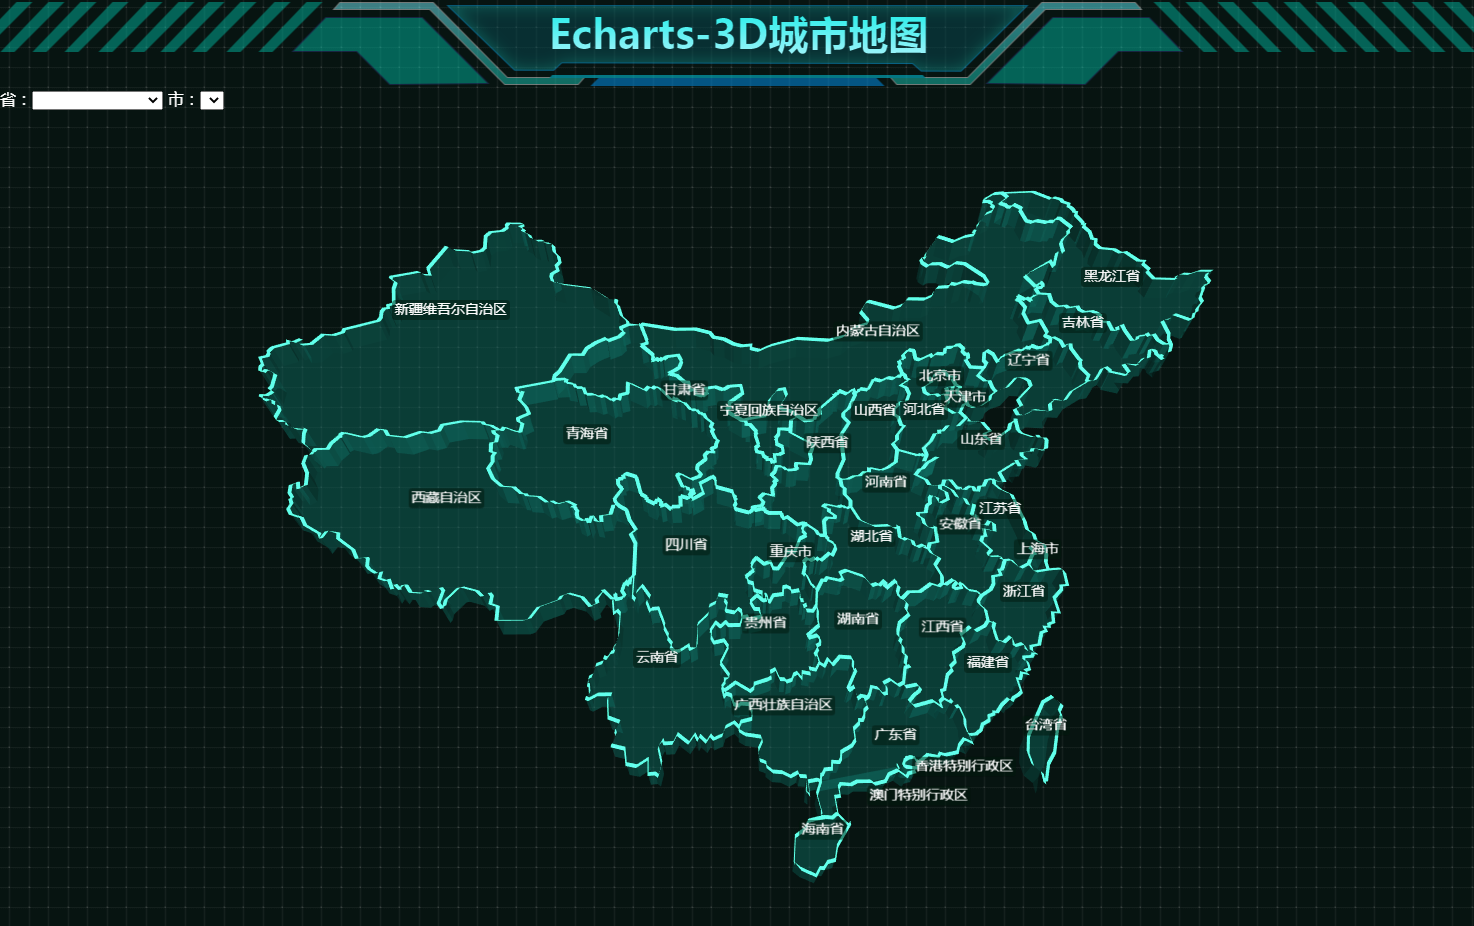 Echarts-3D城市地图
省： 市：
黑龙江省
新疆维吾尔自治区
吉林省
内蒙古自治区
辽宁省
北京市
甘肃省
天津市
宁夏回族自治区
山西省
河北省
青海省
陕西省
山东省
河南省
西藏自治区
江苏省
安徽省
湖北省
四川省
重庆市
上海市
浙江省
贵州省
湖南省
江西省
云南省
福建省
广西壮族自治区
台湾省
广东省
香港特别行政区
澳门特别行政区
海南省